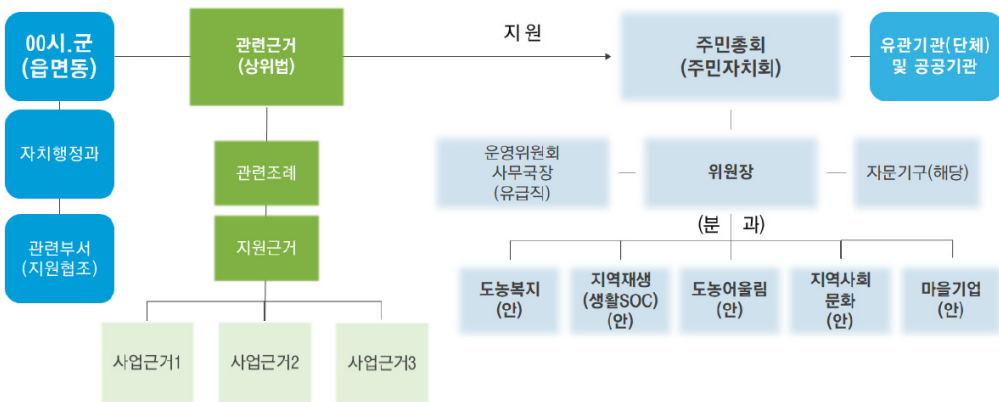 00시.군
(읍면동)
자치행정과
관련부서
(지원협조)
관련근거
(상위법)
관련조례
지원근거
사업근거1
사업근거2
사업근거3
지원
주민총회
(주민자치회)
유관기관(단체)
및 공공기관
운영위원회
사무국장
(유급직)
위원장
자문기구(해당)
(분 과)
도농복지
(안)
지역재생
(생활SOC)
(안)
도농어울림
(안)
지역사회
문화
(안)
마을기업
(안)